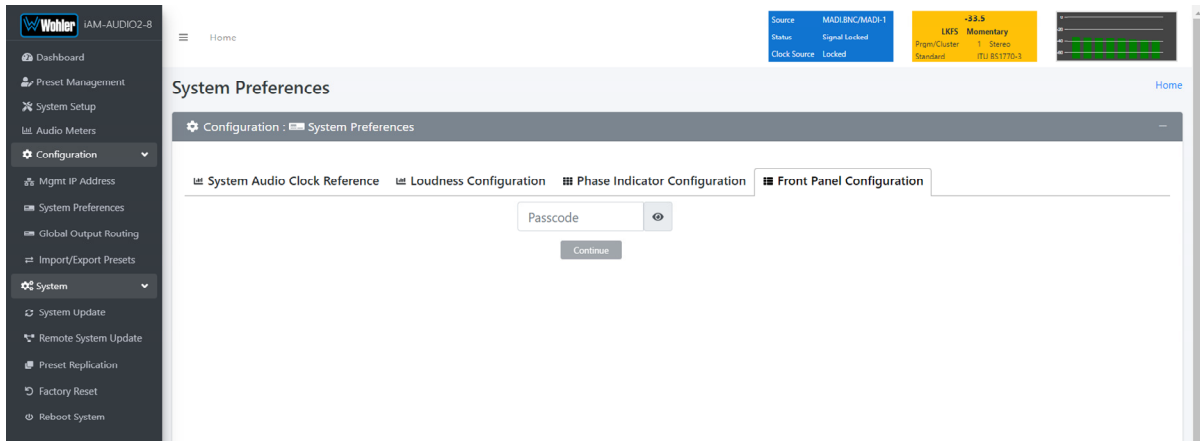 Wohler iAM-AUDIO2-8
Dashboard
Preset Management
System Setup
Audio Meters
Configuration
Mgmt IP Address
System Preferences
Global Output Routing
Import/Export Presets
System
System Update
Remote System Update
Preset Replication
Factory Reset
Reboot System
Home
Source MADI.BNC/MADI-1
Status Signal Locked
Clock Source Locked
-33.5
LKFS Momentary
Prgm/Cluster 1 Stereo
Standard ITU BS1770-3
System Preferences
Home
Configuration : System Preferences
System Audio Clock Reference Loudness Configuration Phase Indicator Configuration Front Panel Configuration
Passcode
Continue